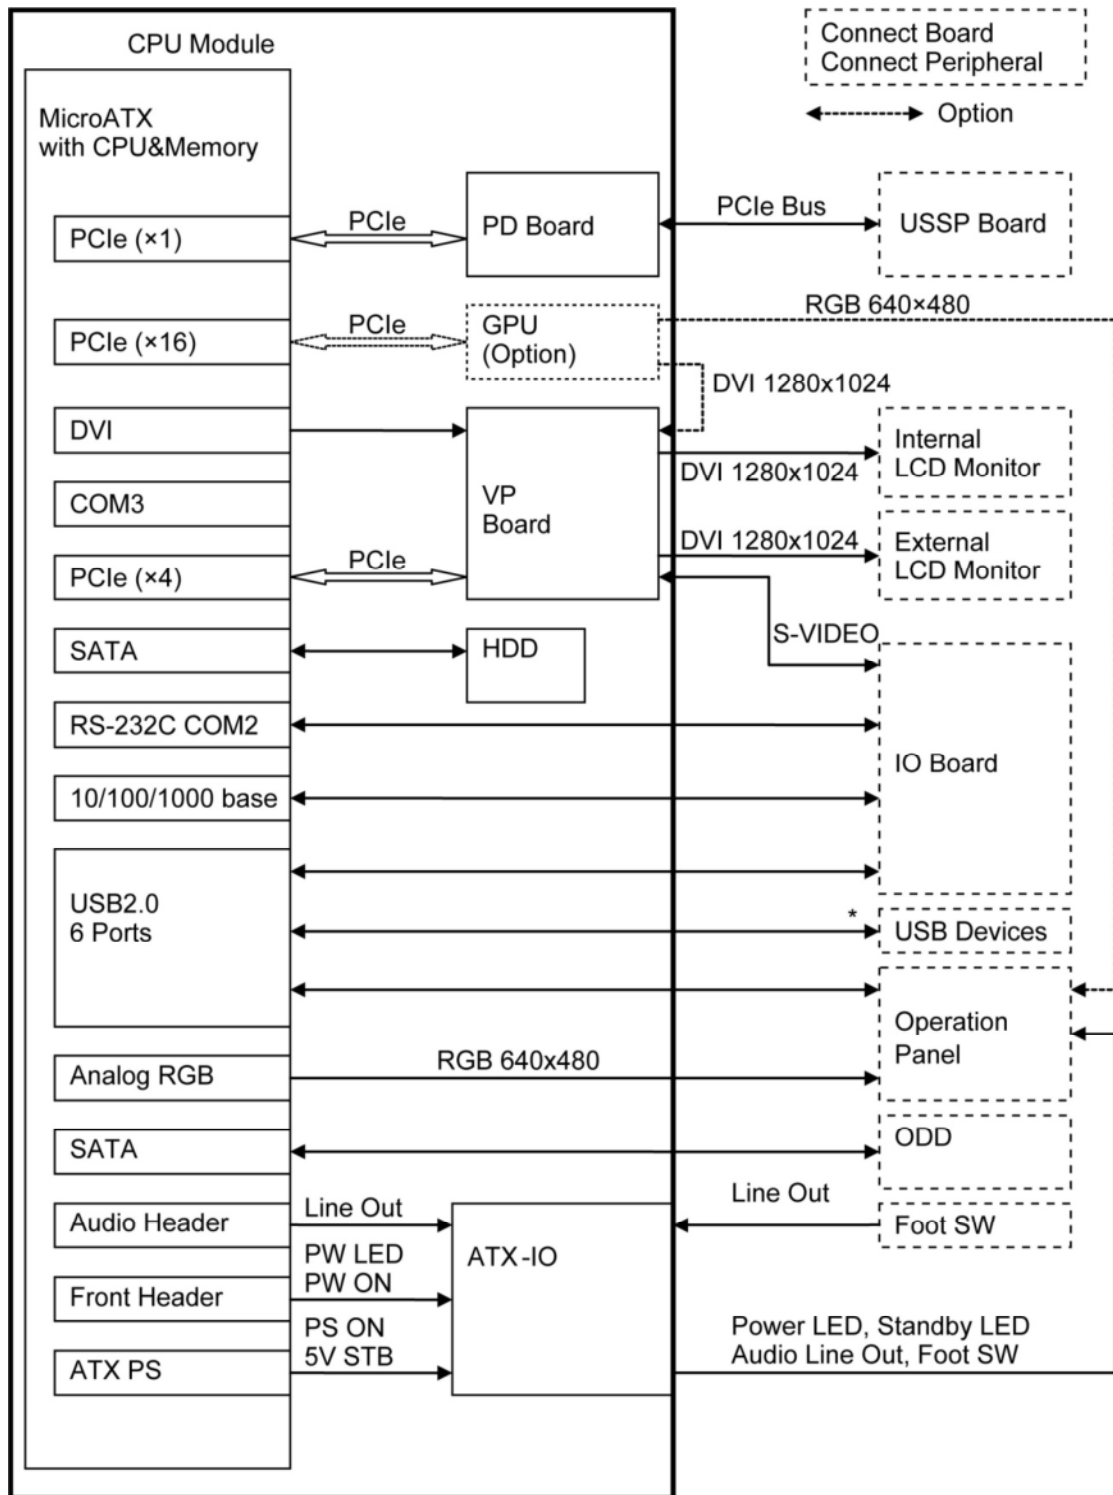 CPU Module
Connect Board
Connect Peripheral
Option
MicroATX
with CPU&Memory
PCIe (×1)
PCIe
PD Board
PCIe Bus
USSP Board
RGB 640×480
PCIe (×16)
PCIe
GPU
(Option)
DVI 1280x1024
DVI
VP
Board
DVI 1280x1024
Internal
LCD Monitor
COM3
DVI 1280x1024
External
LCD Monitor
PCIe (×4)
PCIe
S-VIDEO
SATA
HDD
RS-232C COM2
IO Board
10/100/1000 base
USB2.0
6 Ports
*
USB Devices
Operation
Panel
Analog RGB
RGB 640x480
SATA
ODD
Audio Header
Line Out
Line Out
Foot SW
ATX-IO
PW LED
PW ON
Front Header
PS ON
5V STB
ATX PS
Power LED, Standby LED
Audio Line Out, Foot SW